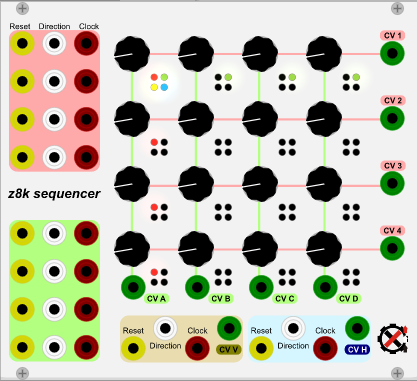 Reset Direction Clock
CV 1
CV 2
CV 3
z8k sequencer
CV 4
CV A CV B CV C CV D
Reset Clock Reset Clock
Direction CV V Direction CV H